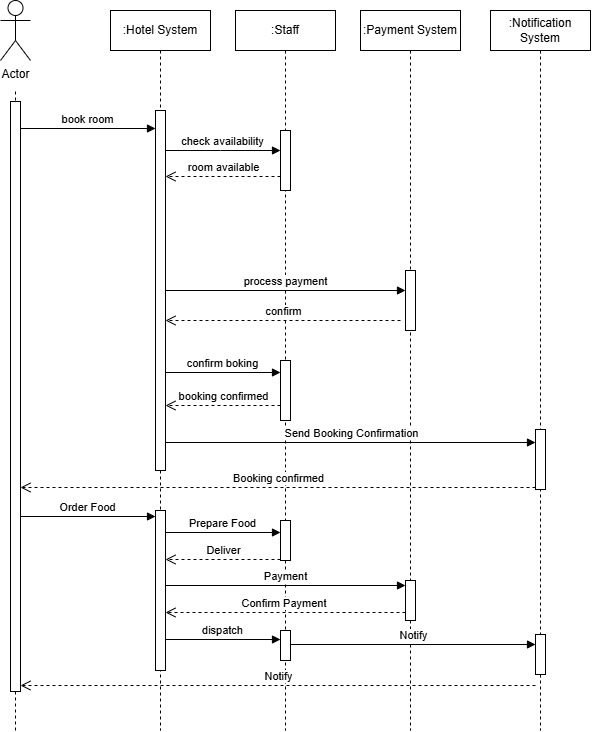 :Hotel System
:Staff
:Payment System
:Notification
System
Actor
book room
check availability
room available
process payment
confirm
confirm boking
booking confirmed
Send Booking Confirmation
Booking confirmed
Order Food
Prepare Food
Deliver
Payment
Confirm Payment
dispatch
Notify
Notify